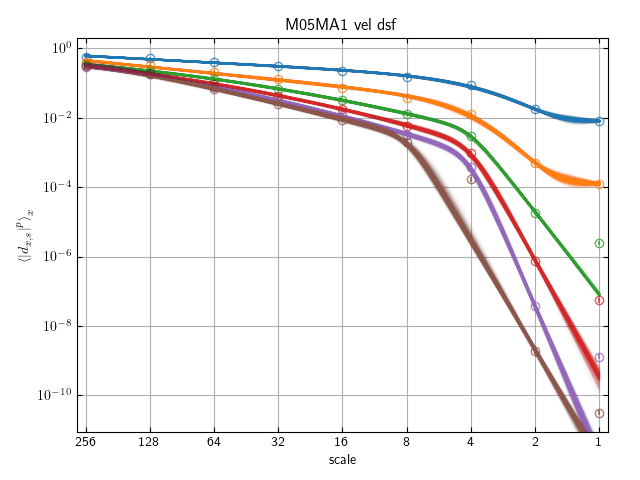 M05MA1 vel dsf
⟨|d_{x,s}|^p⟩_x
10^0
10^{-2}
10^{-4}
10^{-6}
10^{-8}
10^{-10}
256 128 64 32 16 8 4 2 1
scale